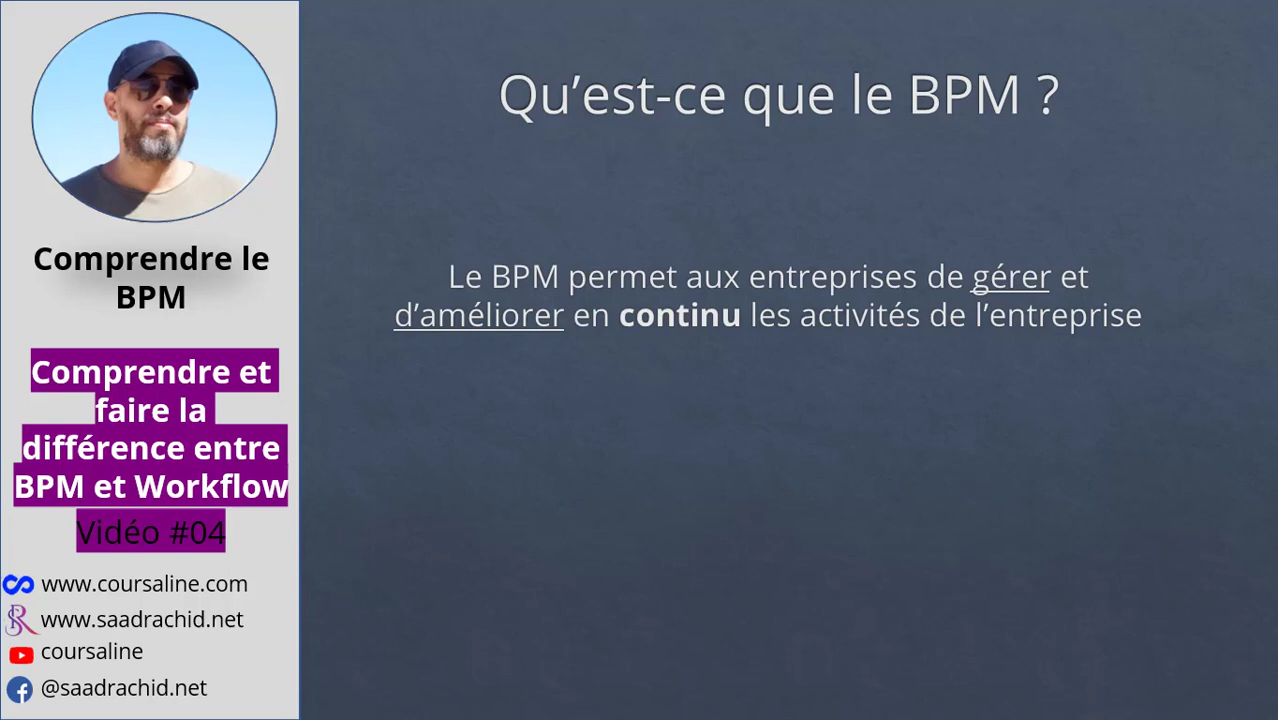 Comprendre le
BPM
Comprendre et
faire la
différence entre
BPM et Workflow
Vidéo #04
www.coursaline.com
www.saadrachid.net
coursaline
@saadrachid.net
Qu’est-ce que le BPM ?
Le BPM permet aux entreprises de gérer et
d’améliorer en continu les activités de l’entreprise